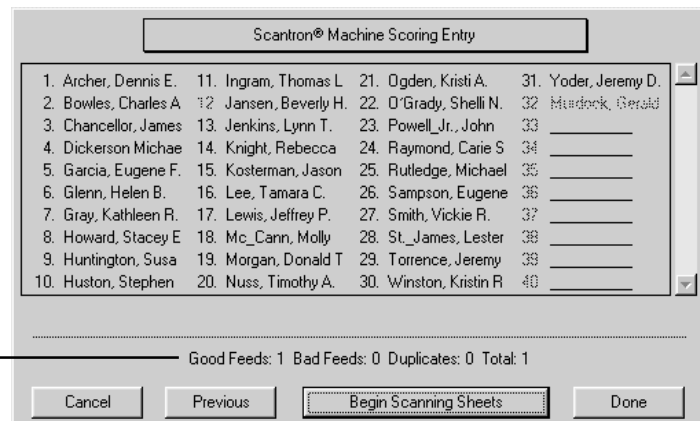 Scantron® Machine Scoring Entry
1. Archer, Dennis E. 11. Ingram, Thomas L 21. Ogden, Kristi A. 31. Yoder, Jeremy D.
2. Bowles, Charles A 12 Jansen, Beverly H. 22. O'Grady, Shelli N. 32 Murdock, Gerald
3. Chancellor, James 13. Jenkins, Lynn T. 23. Powell_Jr., John 33
4. Dickerson Michae 14. Knight, Rebecca 24. Raymond, Carie S 34
5. Garcia, Eugene F. 15. Kosterman, Jason 25. Rutledge, Michael 35
6. Glenn, Helen B. 16. Lee, Tamara C. 26. Sampson, Eugene 36
7. Gray, Kathleen R. 17. Lewis, Jeffrey P. 27. Smith, Vickie R. 37
8. Howard, Stacey E 18. Mc_Cann, Molly 28. St._James, Lester 38
9. Huntington, Susa 19. Morgan, Donald T 29. Torrence, Jeremy 39
10. Huston, Stephen 20. Nuss, Timothy A. 30. Winston, Kristin R 40
Good Feeds: 1 Bad Feeds: 0 Duplicates: 0 Total: 1
Cancel Previous Begin Scanning Sheets Done